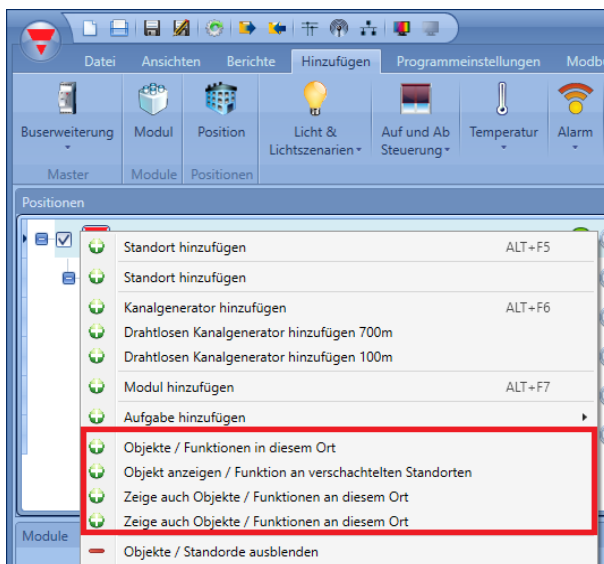 Datei Ansichten Berichte Hinzufügen Programmeinstellungen
Buserweiterung Modul Position Licht & Lichtszenarien Auf und Ab Steuerung Temperatur Alarm
Master Module Positionen
Positionen
Standort hinzufügen ALT+F5
Standort hinzufügen
Kanalgenerator hinzufügen ALT+F6
Drahtlosen Kanalgenerator hinzufügen 700m
Drahtlosen Kanalgenerator hinzufügen 100m
Modul hinzufügen ALT+F7
Aufgabe hinzufügen
Objekte / Funktionen in diesem Ort
Objekt anzeigen / Funktion an verschachtelten Standorten
Zeige auch Objekte / Funktionen an diesem Ort
Zeige auch Objekte / Funktionen an diesem Ort
Module
Objekte / Standorde ausblenden